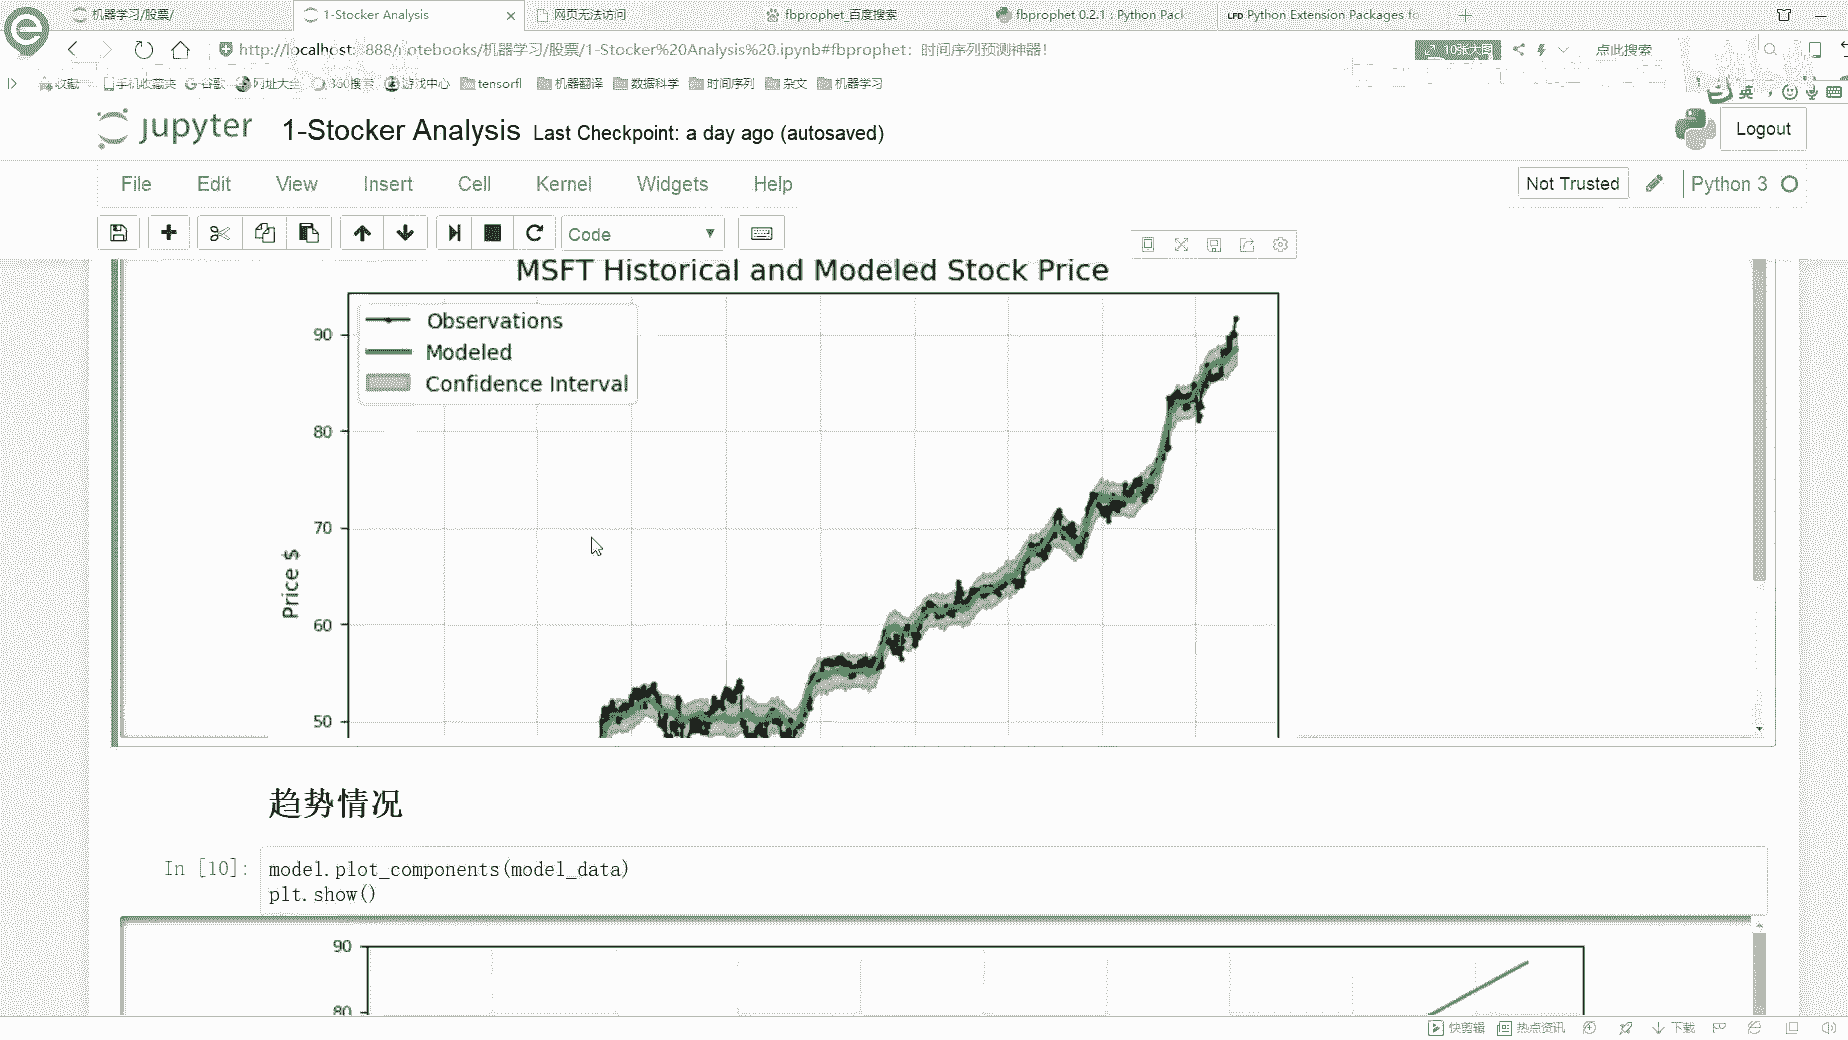 机器学习/股票/
1-Stocker Analysis
网页无法访问
fbprophet_百度搜索
fbprophet 0.2.1 : Python Pack
LFD Python Extension Packages fo
http://localhost:8888/notebooks/机器学习/股票/1-Stocker%20Analysis%20.ipynb#fbprophet：时间序列预测神器！
10张大图
点此搜索
收藏
手机收藏夹
谷歌
网址大全
360搜索
游戏中心
tensorfl
机器翻译
数据科学
时间序列
杂文
机器学习
英
jupyter
1-Stocker Analysis
Last Checkpoint: a day ago (autosaved)
Logout
File
Edit
View
Insert
Cell
Kernel
Widgets
Help
Not Trusted
Python 3
Code
MSFT Historical and Modeled Stock Price
Observations
Modeled
Confidence Interval
90
80
70
60
50
Price $
趋势情况
In [10]:
model.plot_components(model_data)
plt.show()
90
80
快剪辑
热点资讯
下载